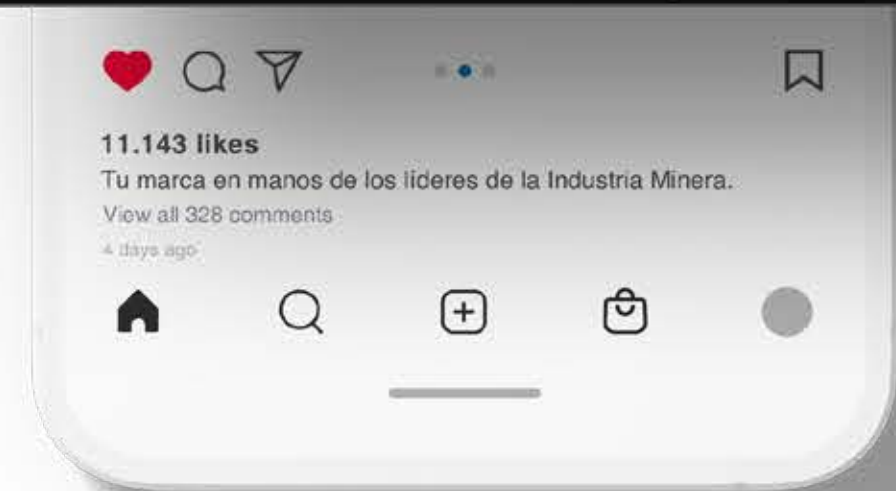 11.143 likes
Tu marca en manos de los líderes de la Industria Minera.
View all 328 comments
4 days ago